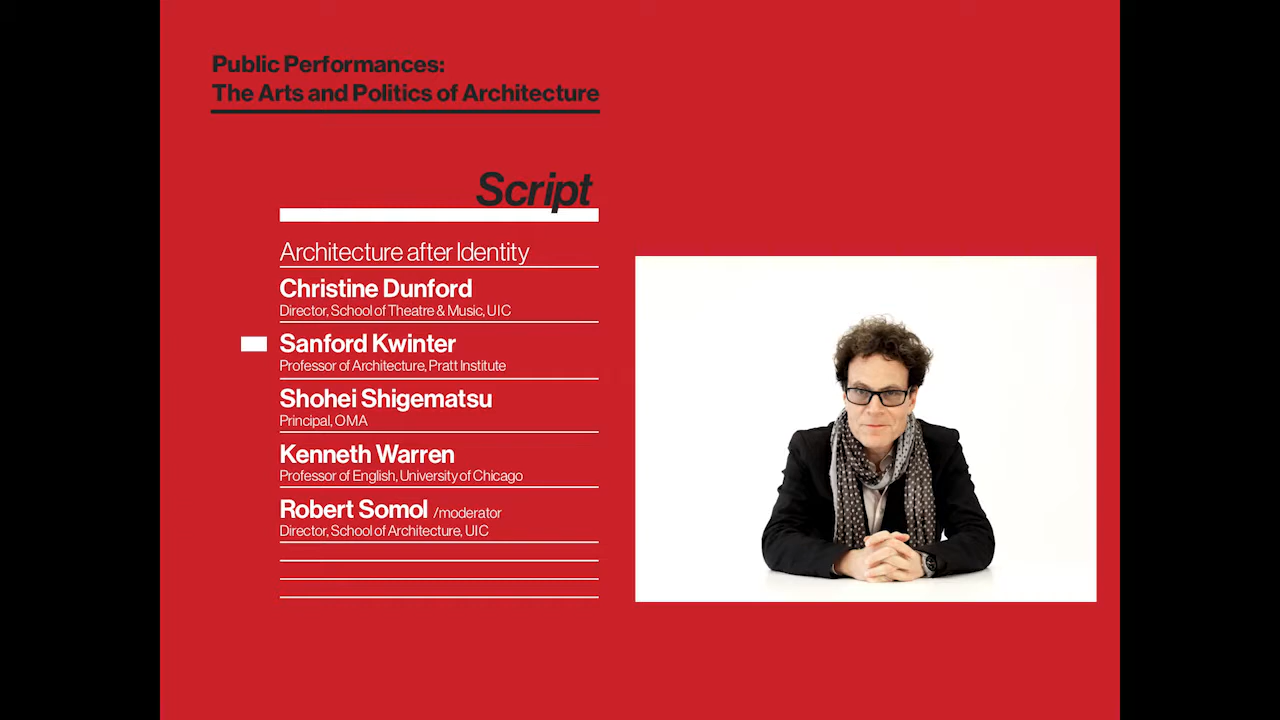 Public Performances:
The Arts and Politics of Architecture
Script
Architecture after Identity
Christine Dunford
Director, School of Theatre & Music, UIC
Sanford Kwinter
Professor of Architecture, Pratt Institute
Shohei Shigematsu
Principal, OMA
Kenneth Warren
Professor of English, University of Chicago
Robert Somol /moderator
Director, School of Architecture, UIC